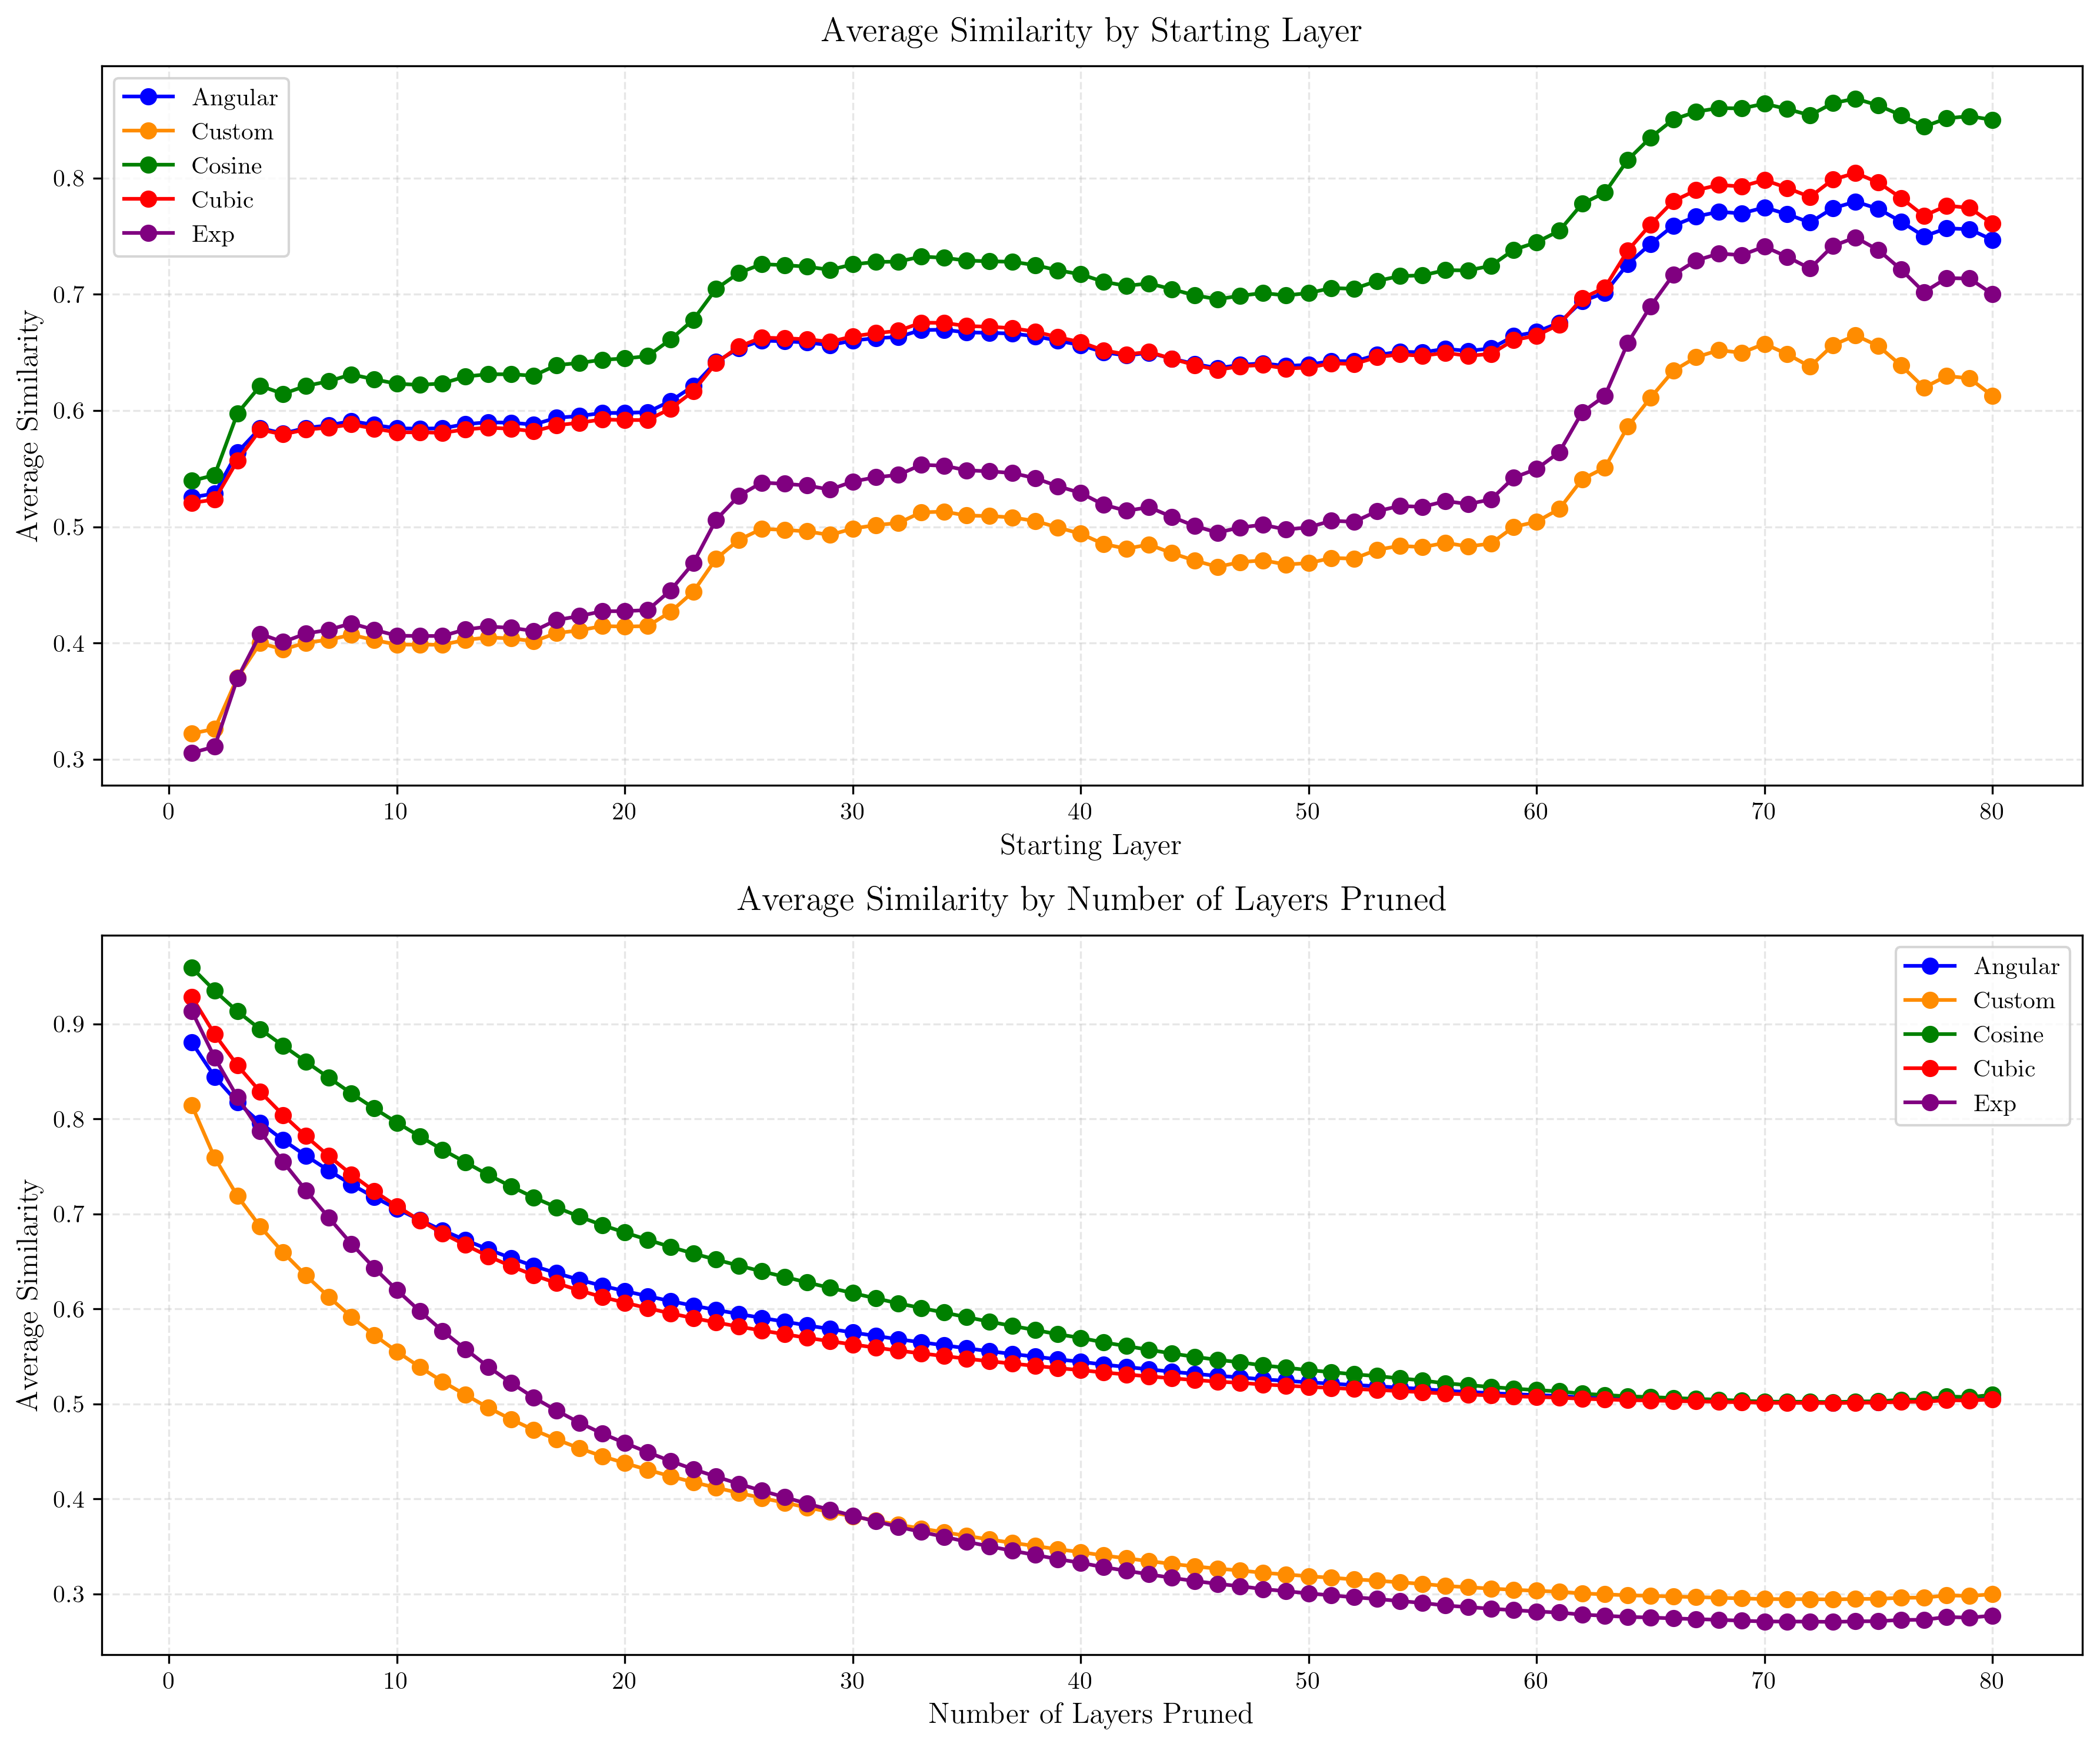 Average Similarity by Starting Layer
Angular
Custom
Cosine
Cubic
Exp
Average Similarity
0.8
0.7
0.6
0.5
0.4
0.3
0 10 20 30 40 50 60 70 80
Starting Layer
Average Similarity by Number of Layers Pruned
Angular
Custom
Cosine
Cubic
Exp
Average Similarity
0.9
0.8
0.7
0.6
0.5
0.4
0.3
0 10 20 30 40 50 60 70 80
Number of Layers Pruned